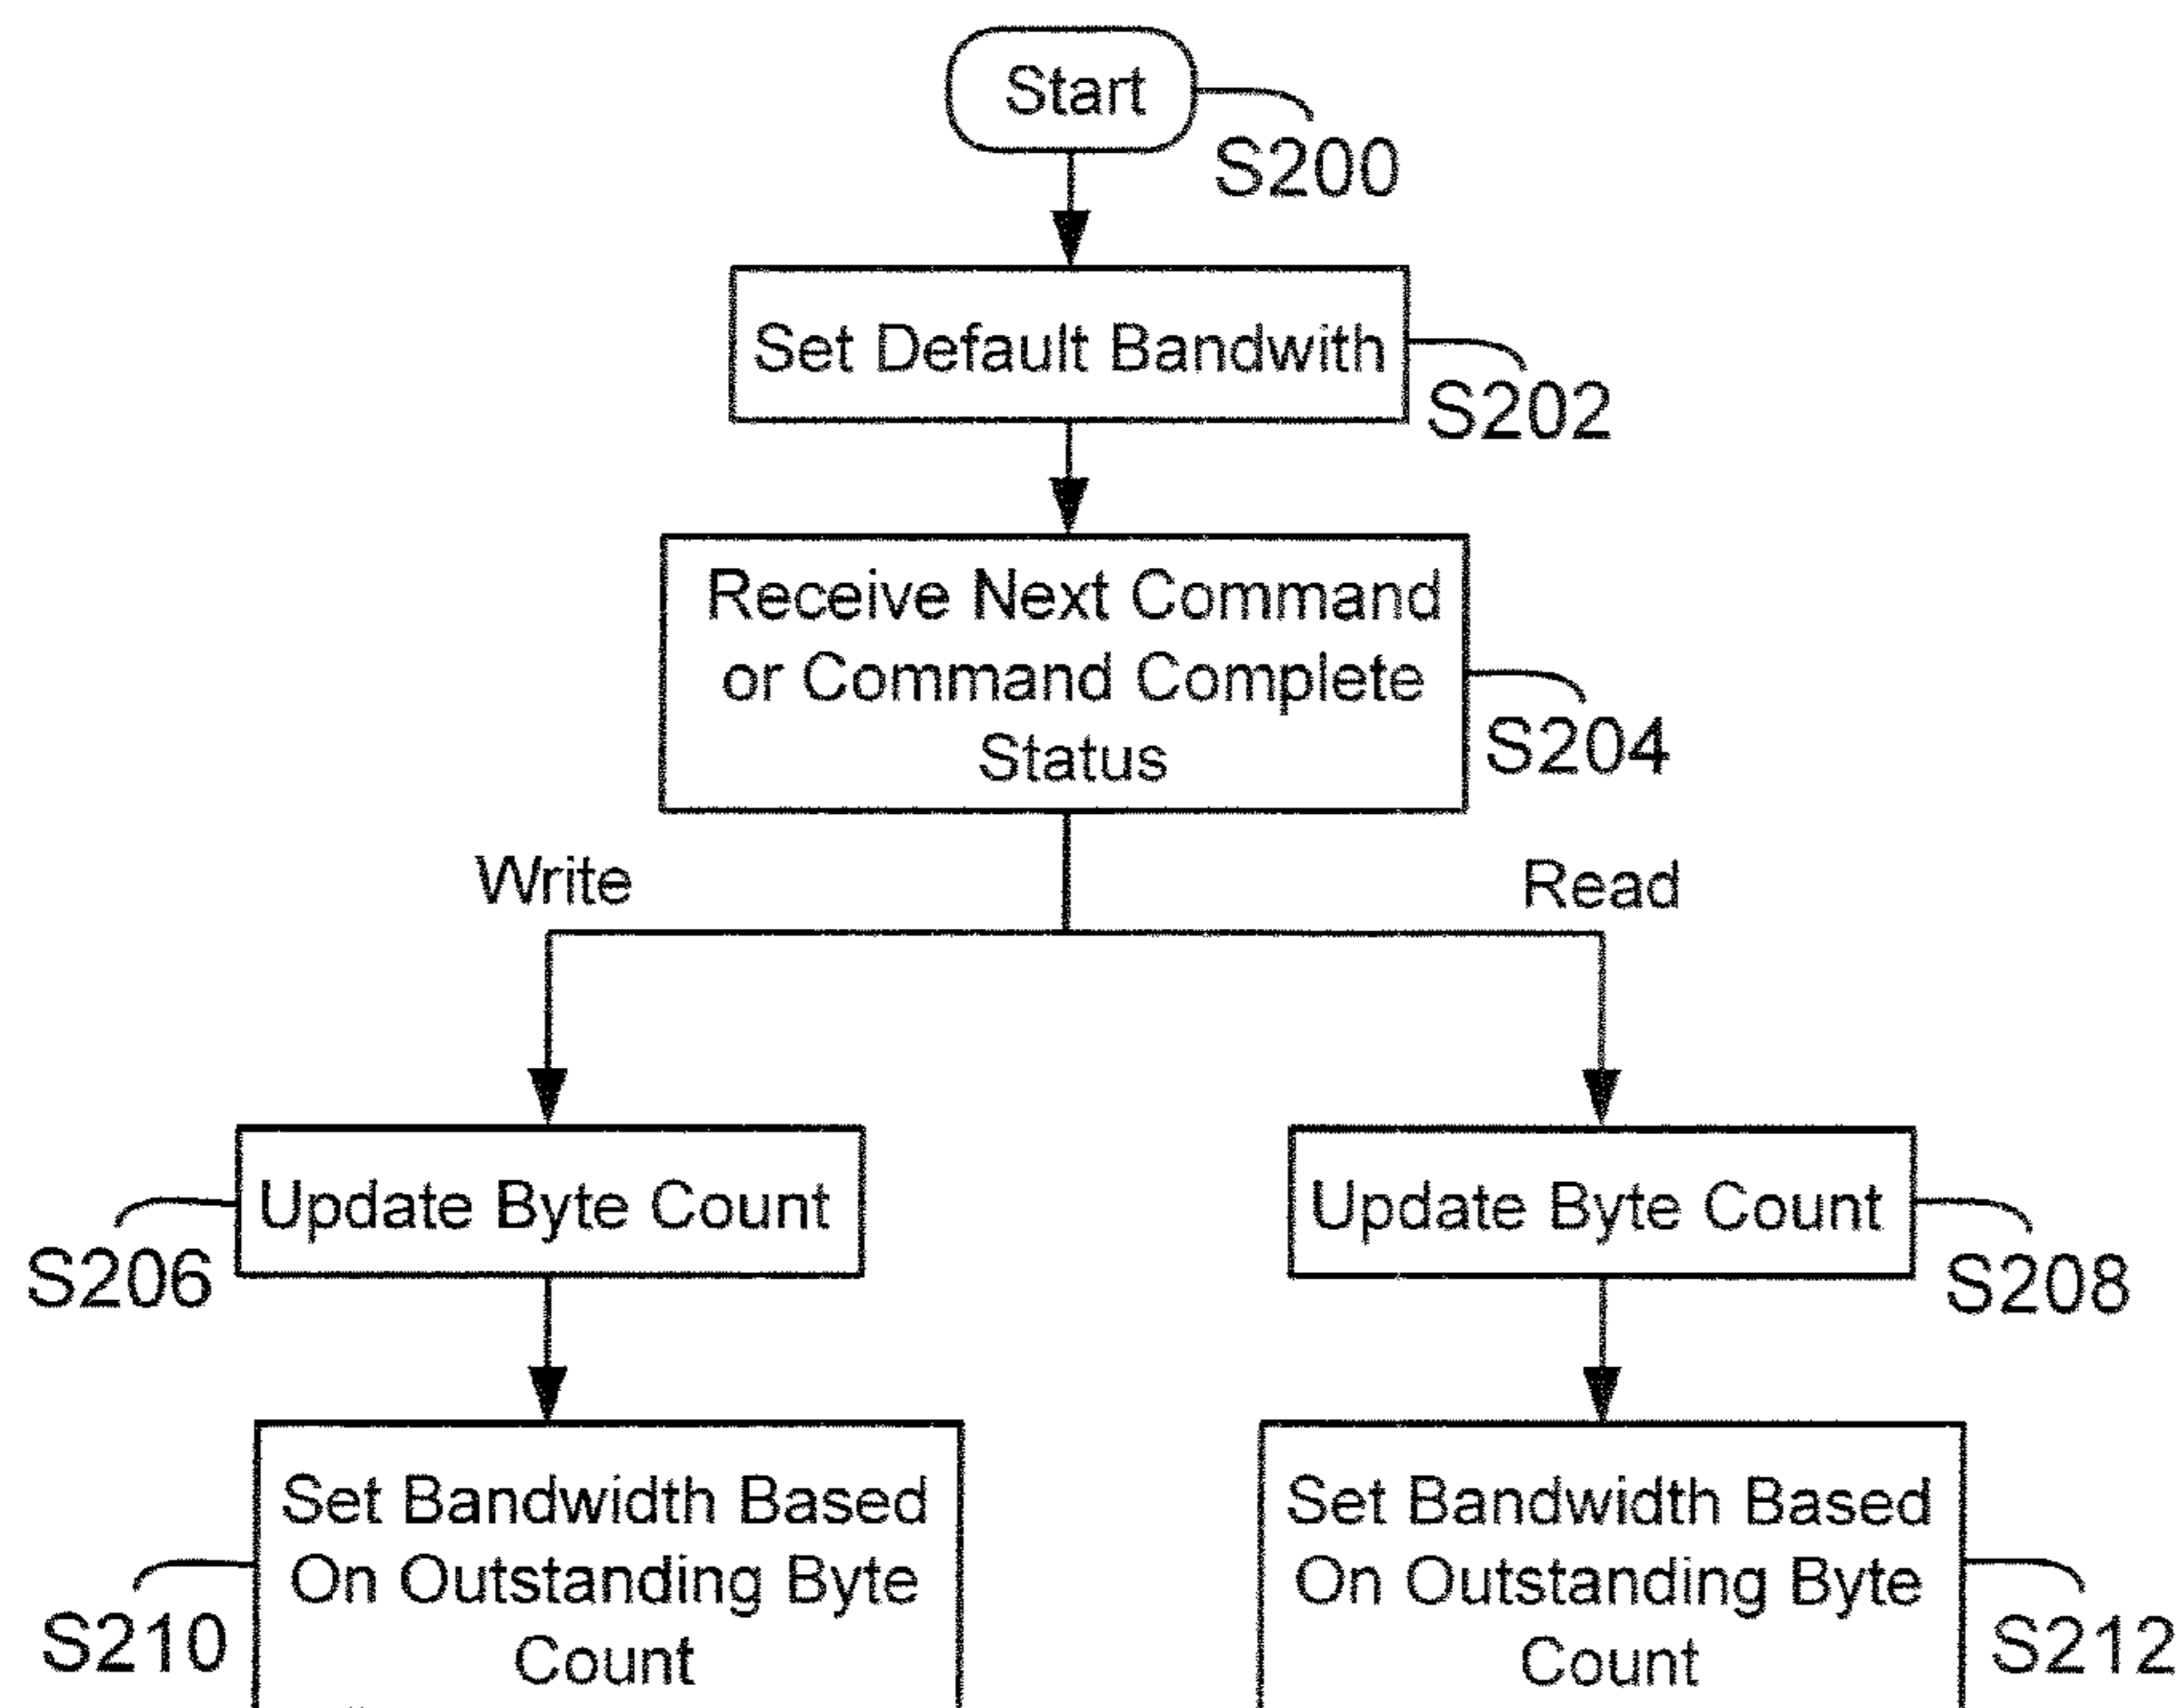 Start
S200
Set Default Bandwith
S202
Receive Next Command
or Command Complete
Status
S204
Write
Read
Update Byte Count
S206
Update Byte Count
S208
Set Bandwidth Based
On Outstanding Byte
Count
S210
Set Bandwidth Based
On Outstanding Byte
Count
S212